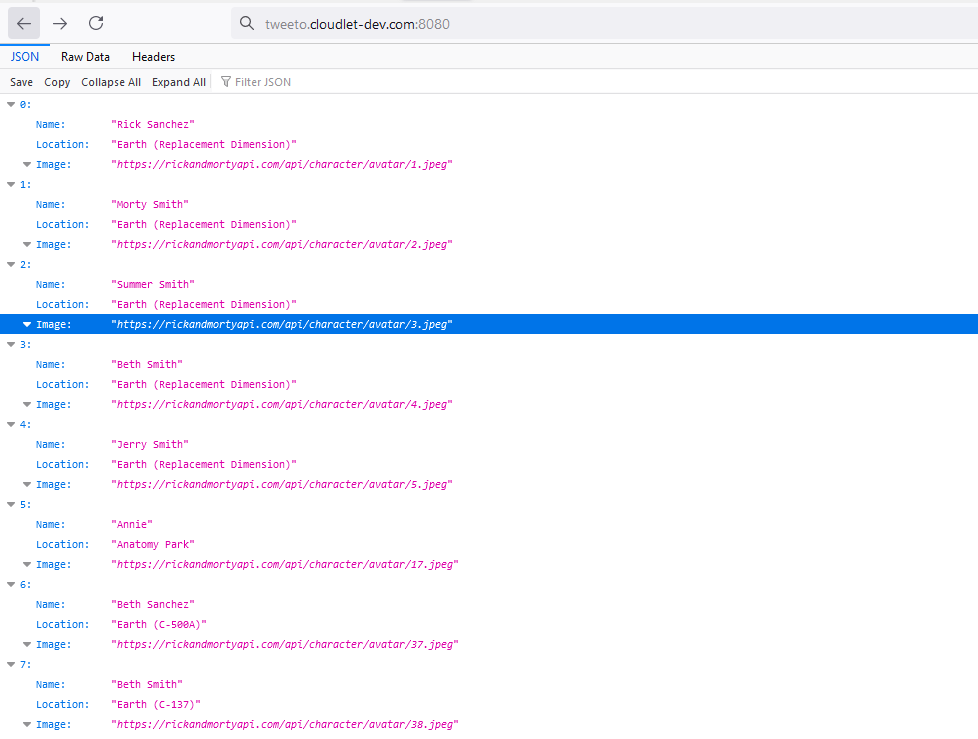 tweeto.cloudlet-dev.com:8080
JSON Raw Data Headers
Save Copy Collapse All Expand All Filter JSON
0:
Name: "Rick Sanchez"
Location: "Earth (Replacement Dimension)"
Image: "https://rickandmortyapi.com/api/character/avatar/1.jpeg"
1:
Name: "Morty Smith"
Location: "Earth (Replacement Dimension)"
Image: "https://rickandmortyapi.com/api/character/avatar/2.jpeg"
2:
Name: "Summer Smith"
Location: "Earth (Replacement Dimension)"
Image: "https://rickandmortyapi.com/api/character/avatar/3.jpeg"
3:
Name: "Beth Smith"
Location: "Earth (Replacement Dimension)"
Image: "https://rickandmortyapi.com/api/character/avatar/4.jpeg"
4:
Name: "Jerry Smith"
Location: "Earth (Replacement Dimension)"
Image: "https://rickandmortyapi.com/api/character/avatar/5.jpeg"
5:
Name: "Annie"
Location: "Anatomy Park"
Image: "https://rickandmortyapi.com/api/character/avatar/17.jpeg"
6:
Name: "Beth Sanchez"
Location: "Earth (C-500A)"
Image: "https://rickandmortyapi.com/api/character/avatar/37.jpeg"
7:
Name: "Beth Smith"
Location: "Earth (C-137)"
Image: "https://rickandmortyapi.com/api/character/avatar/38.jpeg"